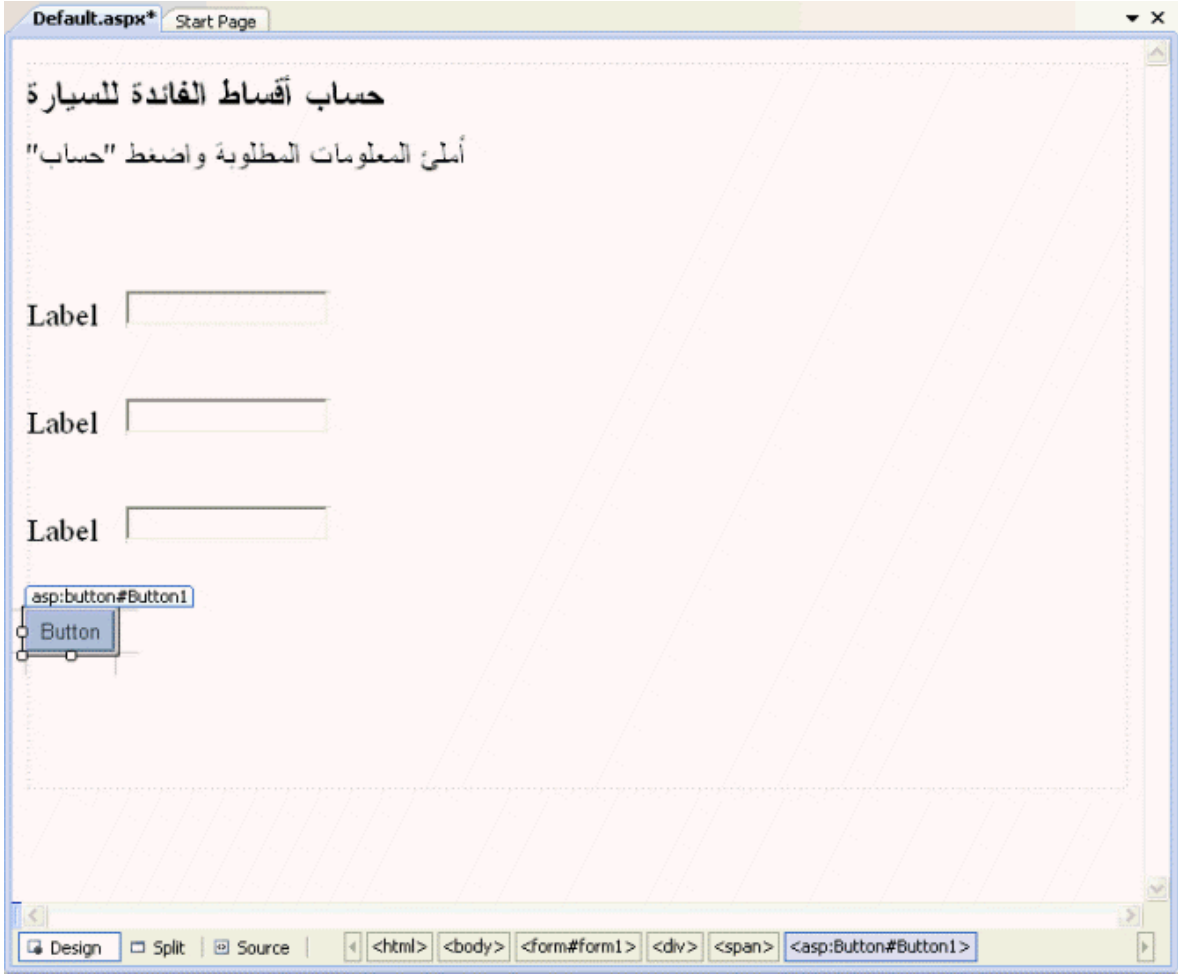 Default.aspx* Start Page
حساب أقساط الفائدة للسيارة
أملئ المعلومات المطلوبة واضغط "حساب"
Label
Label
Label
asp:button#Button1
Button
Design Split Source <html> <body> <form#form1> <div> <span> <asp:Button#Button1>